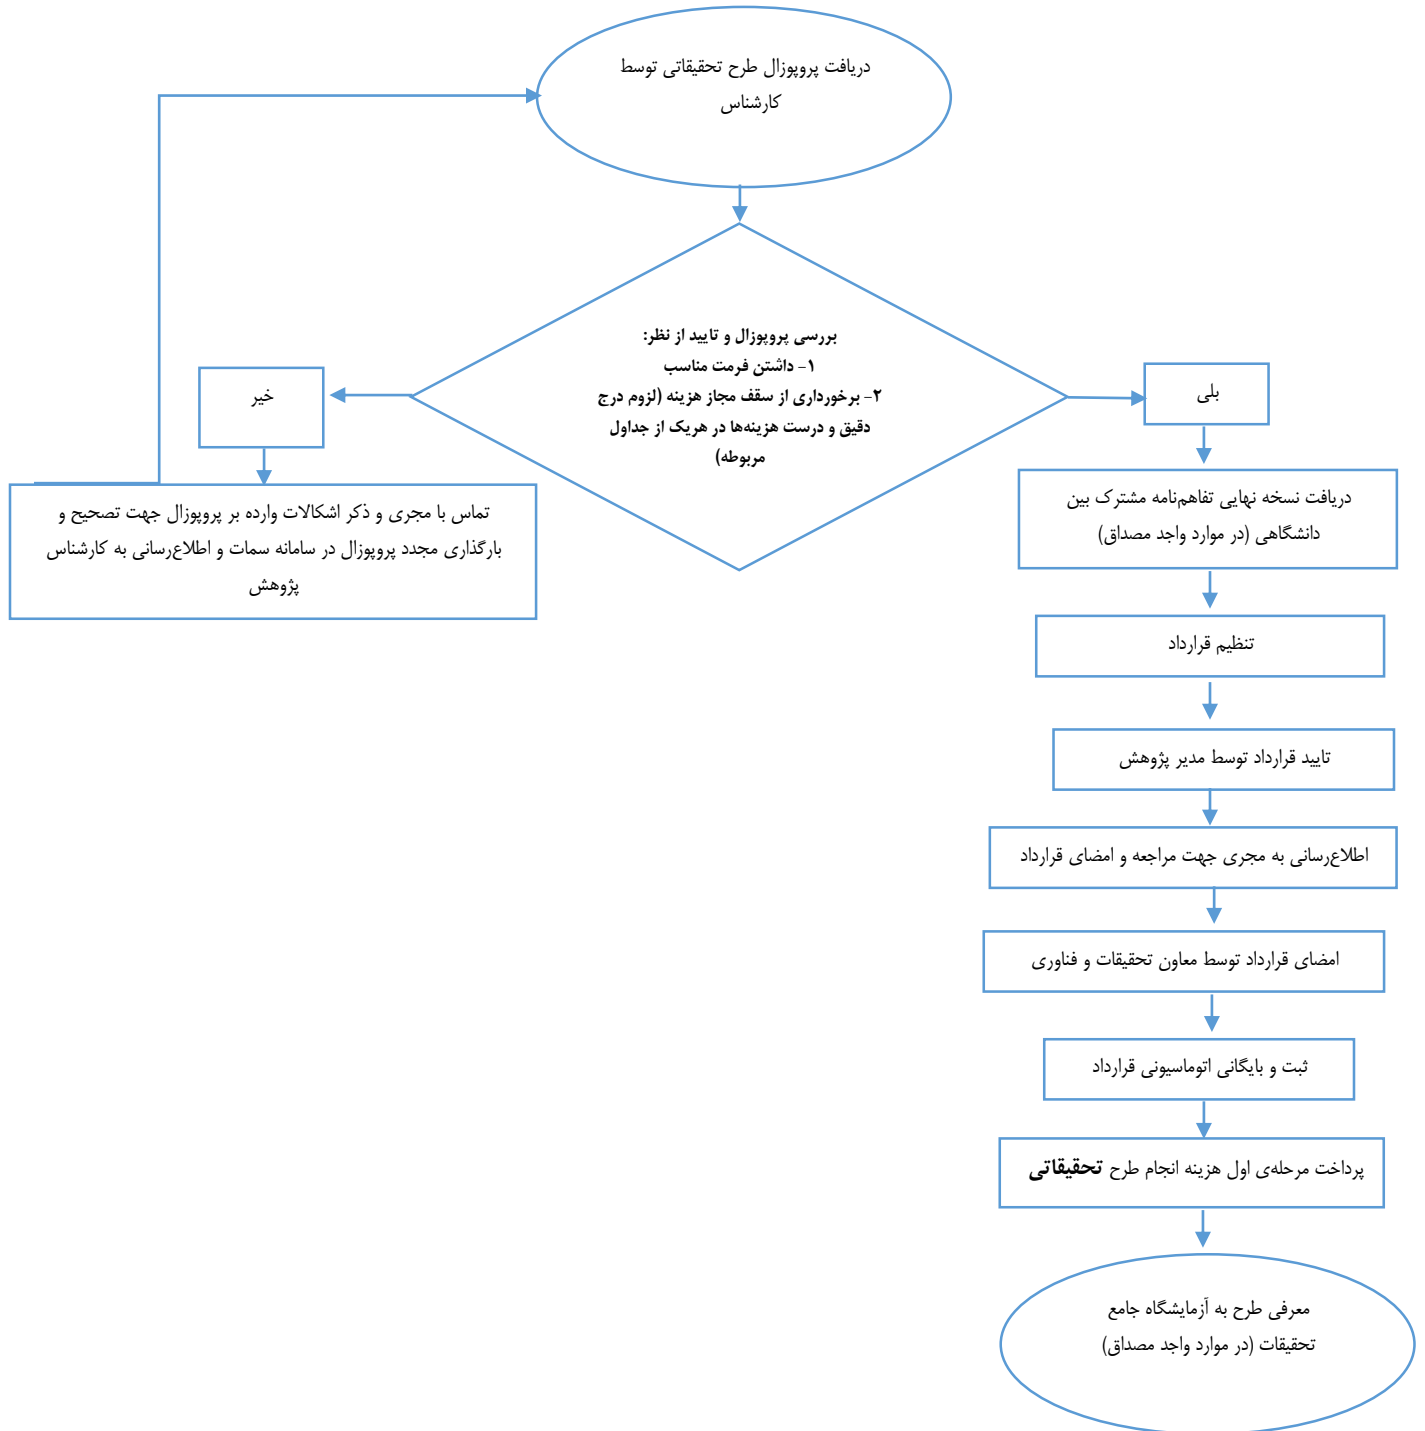 دریافت پروپوزال طرح تحقیقاتی توسط
کارشناس
بررسی پروپوزال و تایید از نظر:
۱- داشتن فرمت مناسب
۲- برخورداری از سقف مجاز هزینه (لزوم درج
دقیق و درست هزینه‌ها در هریک از جداول
مربوطه)
بلی
خیر
تماس با مجری و ذکر اشکالات وارده بر پروپوزال جهت تصحیح و
بارگذاری مجدد پروپوزال در سامانه سمات و اطلاع‌رسانی به کارشناس
پژوهش
دریافت نسخه نهایی تفاهم‌نامه مشترک بین
دانشگاهی (در موارد واجد مصداق)
تنظیم قرارداد
تایید قرارداد توسط مدیر پژوهش
اطلاع‌رسانی به مجری جهت مراجعه و امضای قرارداد
امضای قرارداد توسط معاون تحقیقات و فناوری
ثبت و بایگانی اتوماسیونی قرارداد
پرداخت مرحله‌ی اول هزینه انجام طرح تحقیقاتی
معرفی طرح به آزمایشگاه جامع
تحقیقات (در موارد واجد مصداق)